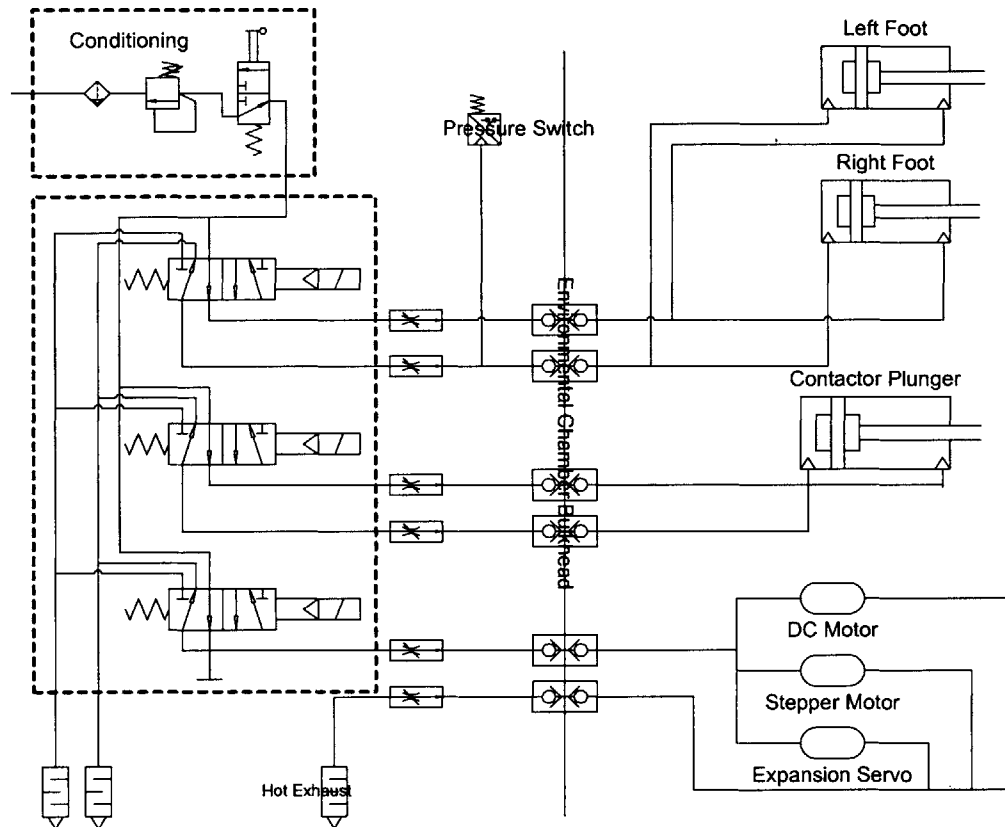 Conditioning
Left Foot
Pressure Switch
Right Foot
Environmental Chamber Bulkhead
Contactor Plunger
DC Motor
Stepper Motor
Expansion Servo
Hot Exhaust